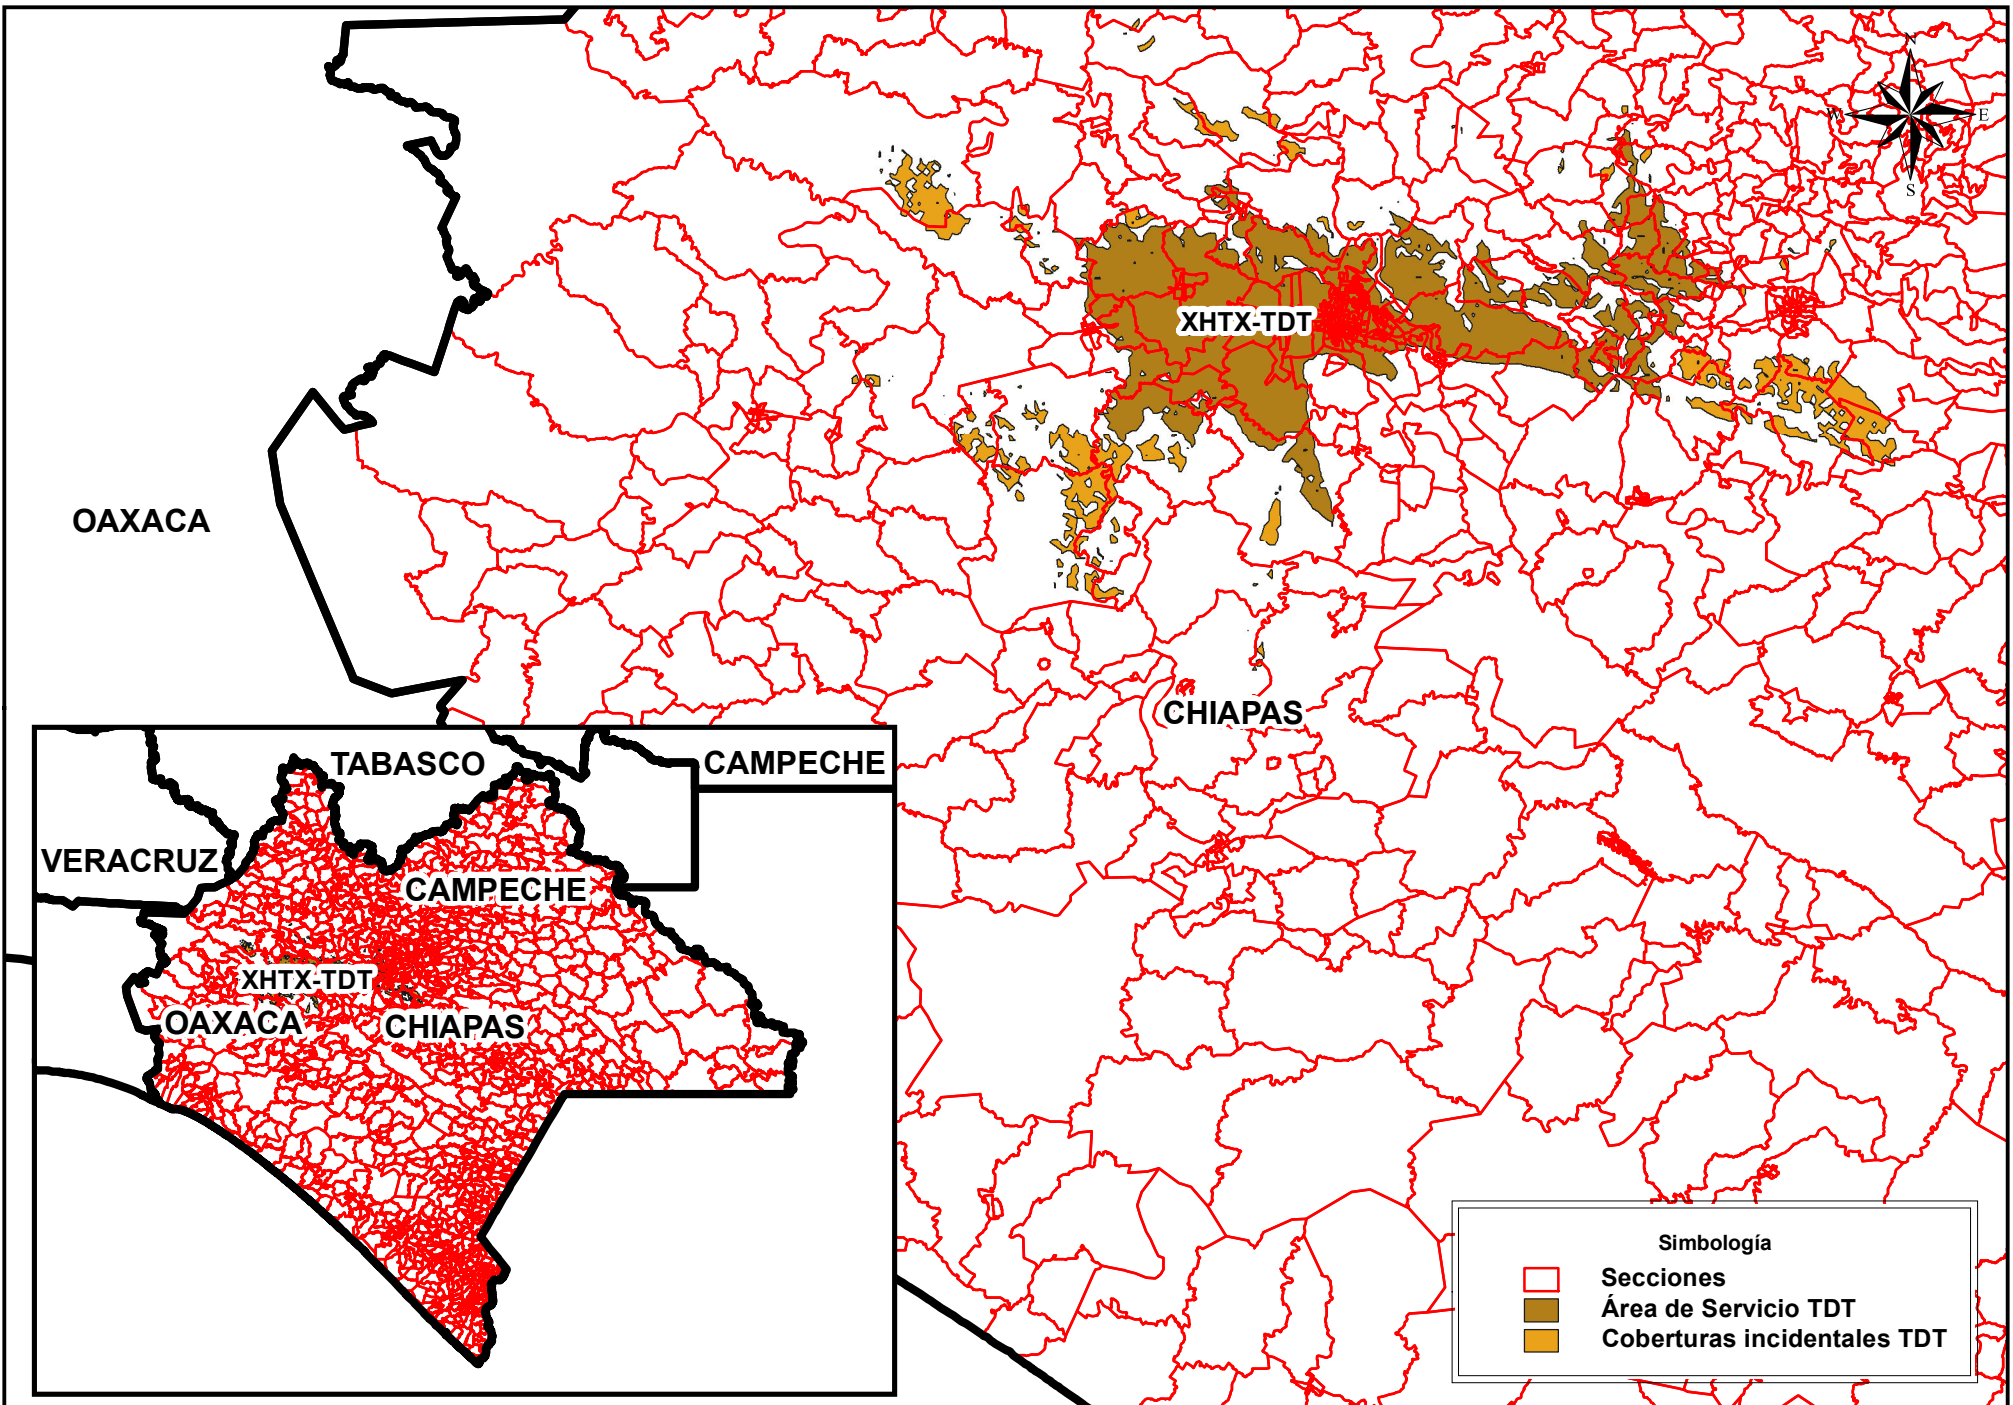 N
W
E
S
XHTX-TDT
OAXACA
CHIAPAS
TABASCO
CAMPECHE
VERACRUZ
CAMPECHE
XHTX-TDT
OAXACA
CHIAPAS
Simbología
Secciones
Área de Servicio TDT
Coberturas incidentales TDT